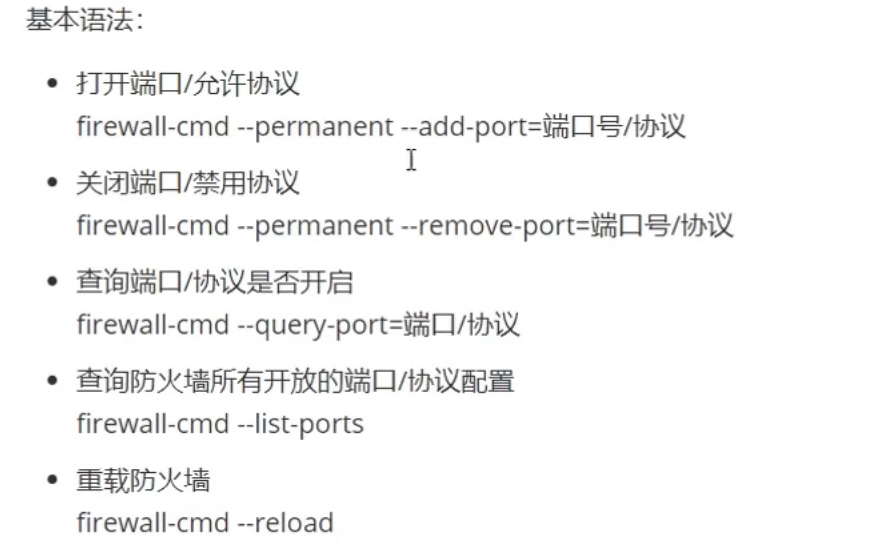 基本语法：
• 打开端口/允许协议
firewall-cmd --permanent --add-port=端口号/协议
• 关闭端口/禁用协议
firewall-cmd --permanent --remove-port=端口号/协议
• 查询端口/协议是否开启
firewall-cmd --query-port=端口/协议
• 查询防火墙所有开放的端口/协议配置
firewall-cmd --list-ports
• 重载防火墙
firewall-cmd --reload